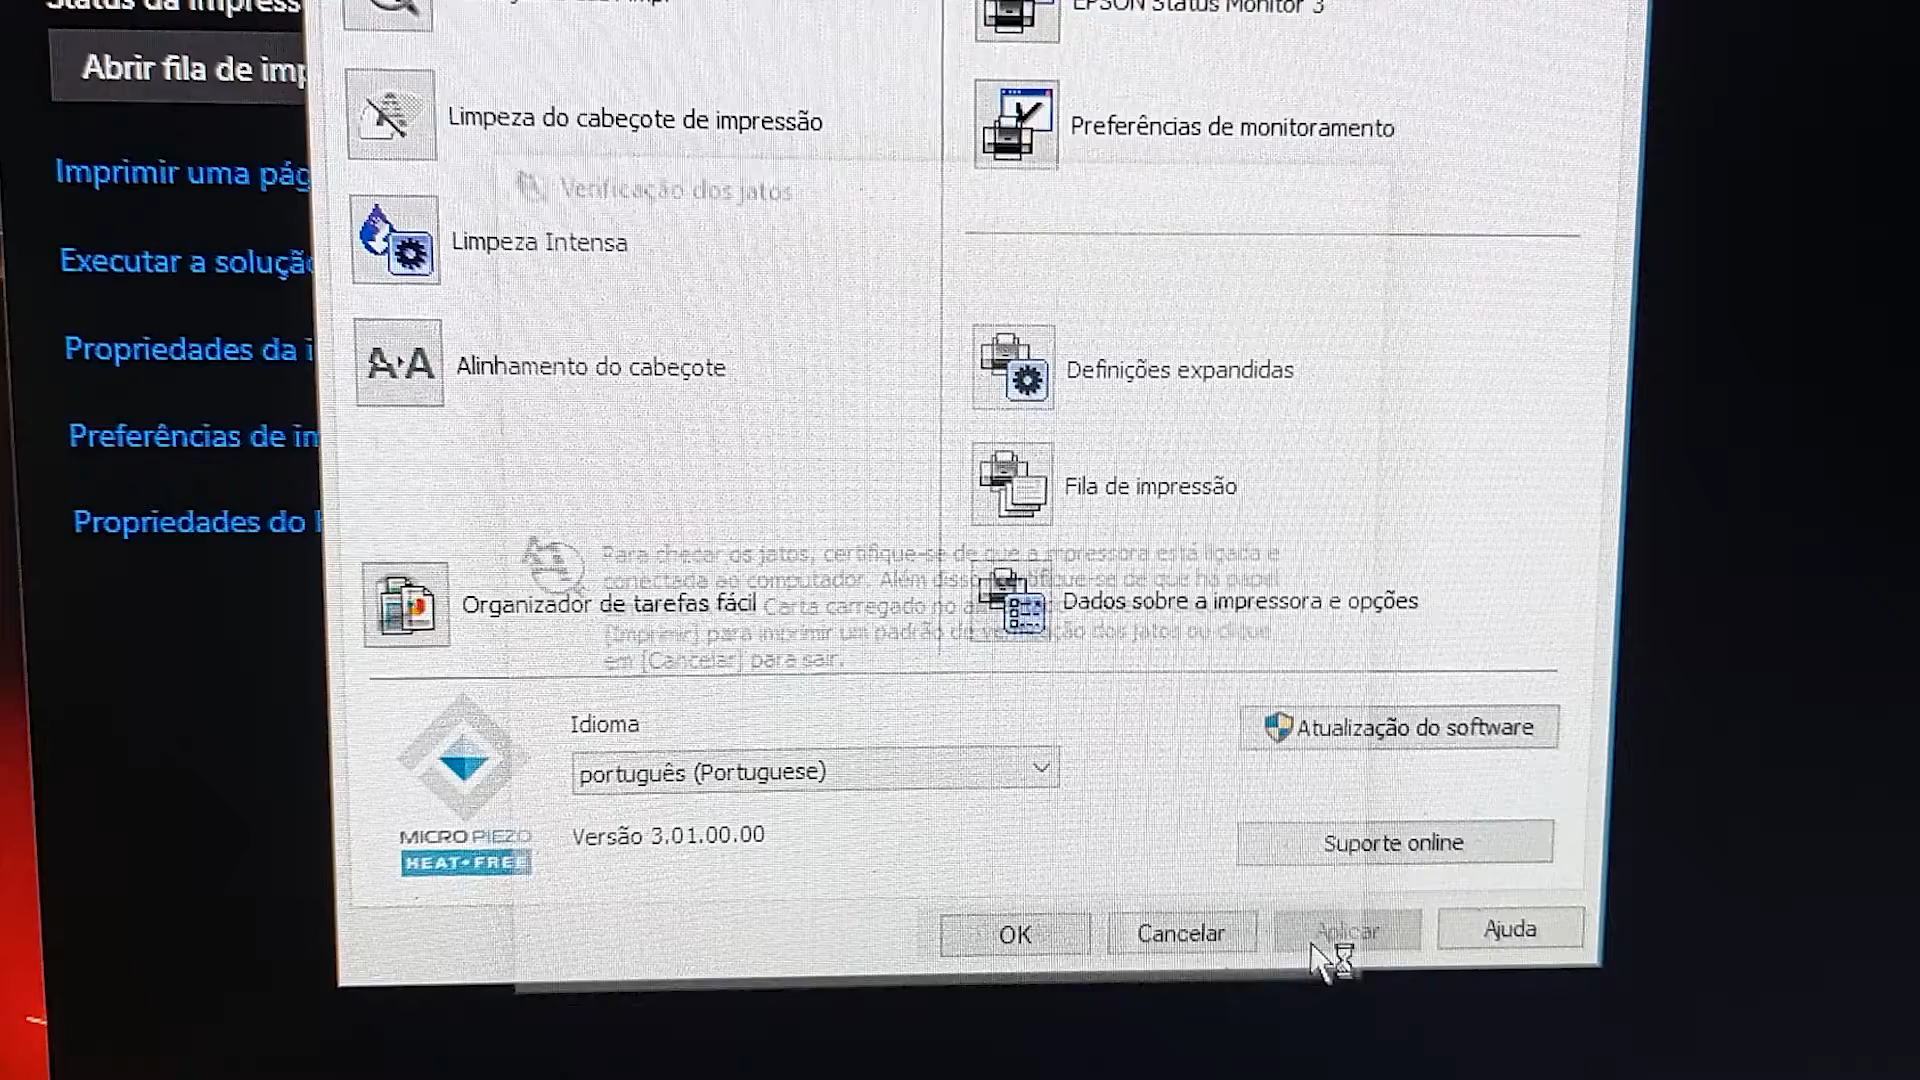 Status da impress
EPSON Status Monitor 3
Abrir fila de imp
Limpeza do cabeçote de impressão
Preferências de monitoramento
Imprimir uma pág
Verificação dos jatos
Limpeza Intensa
Executar a solução
Propriedades da i
Alinhamento do cabeçote
Definições expandidas
Preferências de im
Fila de impressão
Propriedades do
Para checar os jatos, certifique-se de que a impressora está ligada e
conectada ao computador. Além disso, certifique-se de que há papel
Organizador de tarefas fácil
Carta carregado no
Dados sobre a impressora e opções
[Imprimir] para imprimir um padrão de verificação dos jatos ou clique
em [Cancelar] para sair.
Idioma
Atualização do software
português (Portuguese)
MICRO PIEZO
HEAT-FREE
Versão 3.01.00.00
Suporte online
OK
Cancelar
Aplicar
Ajuda